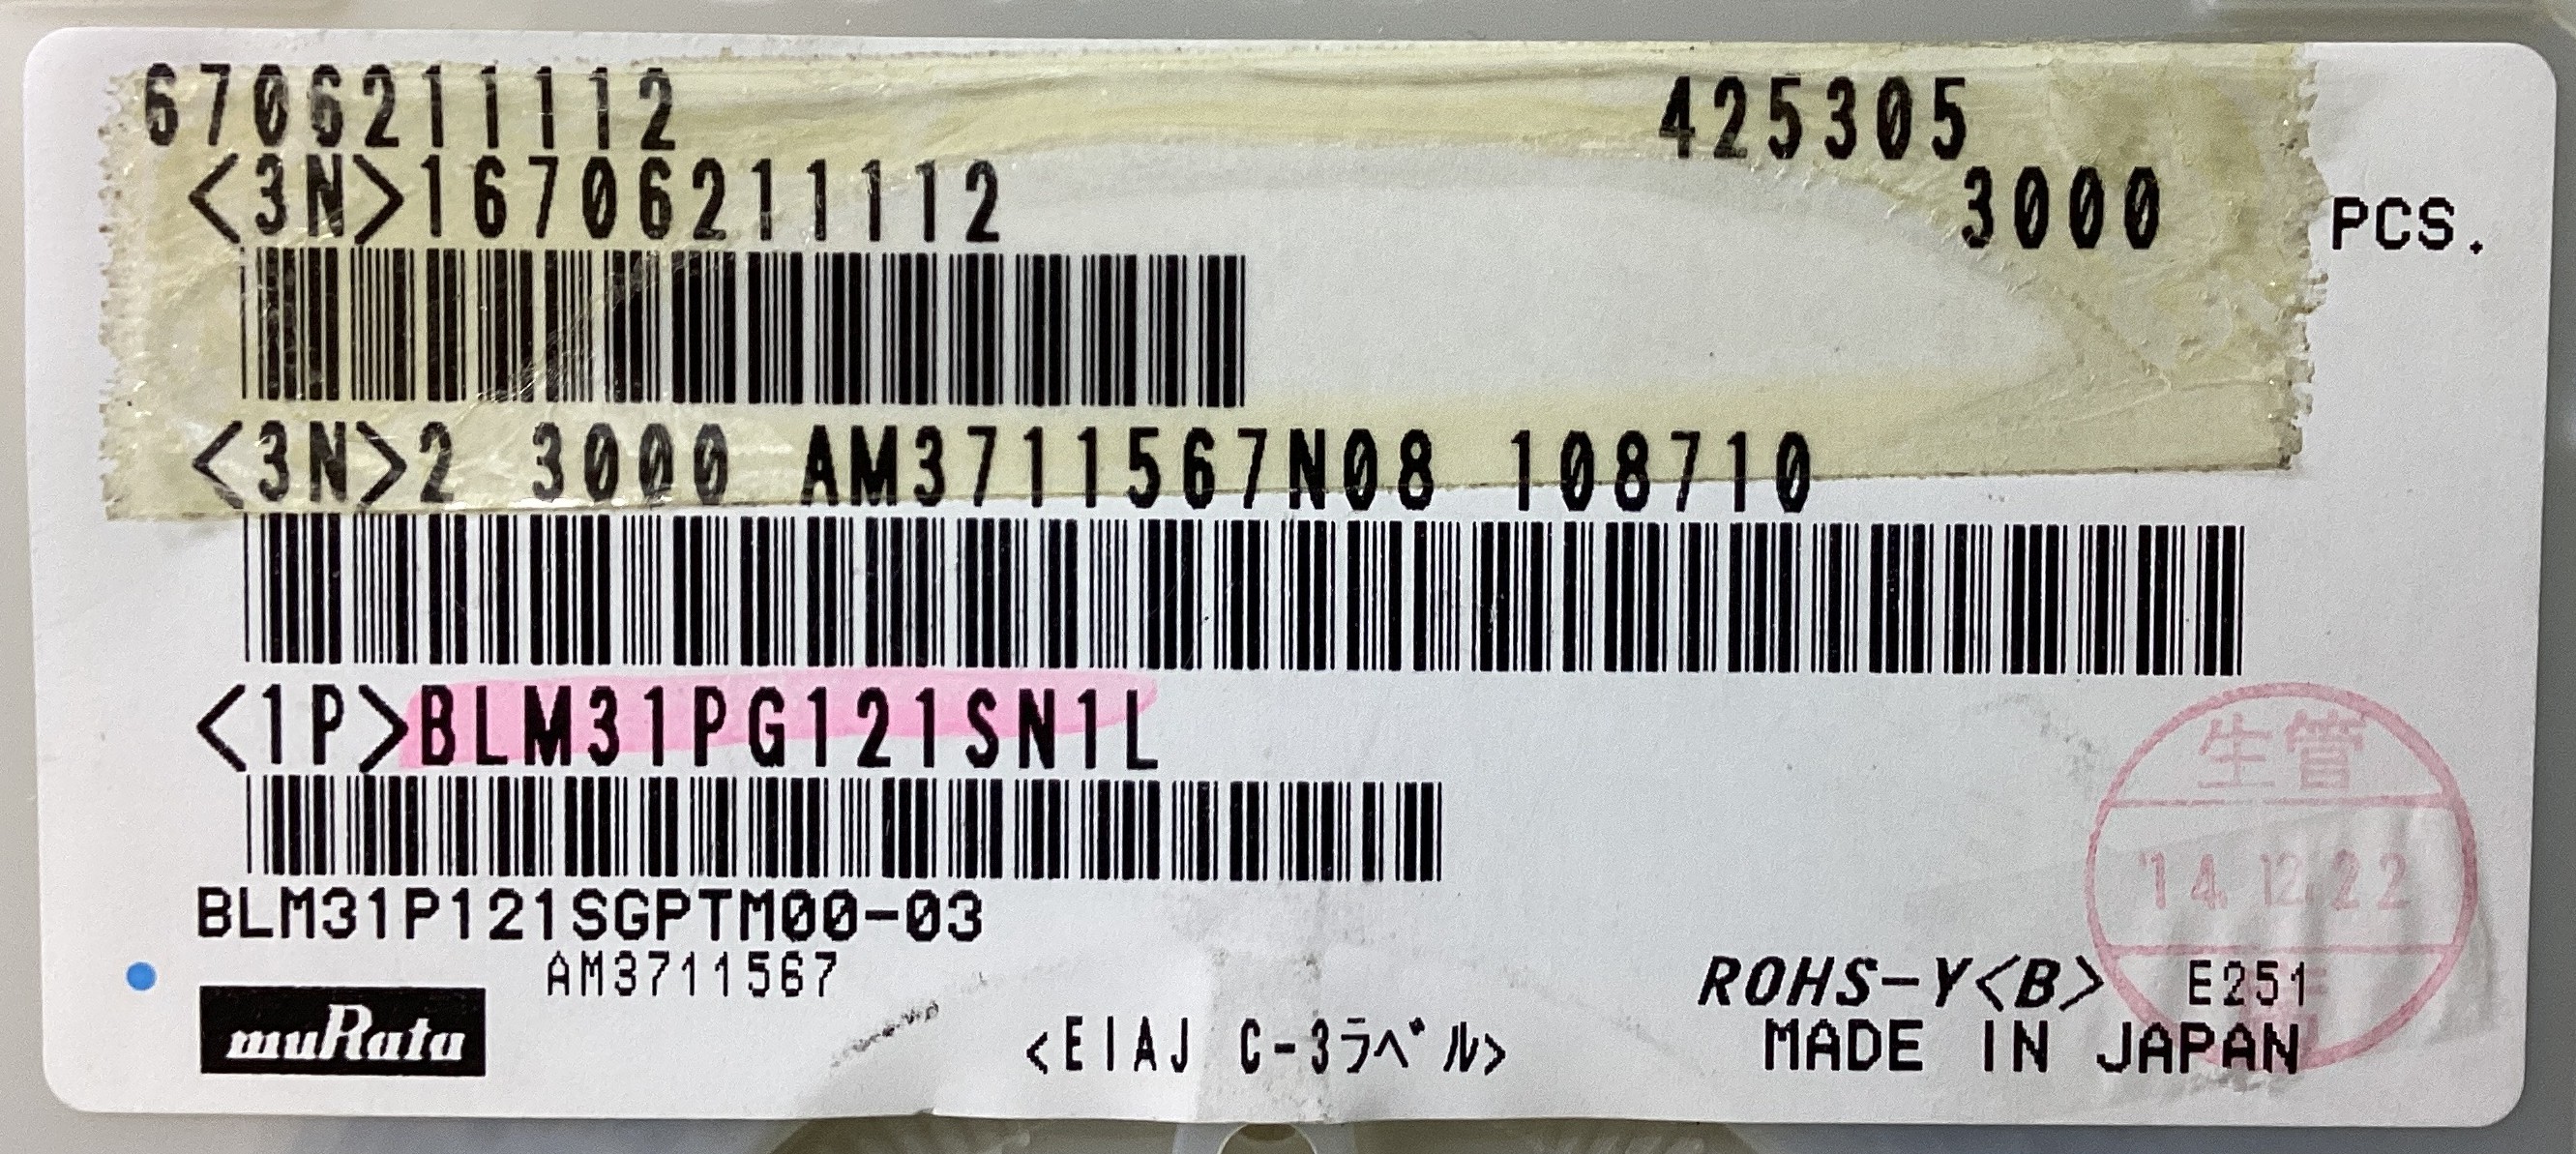 6706211112 425305
<3N>16706211112 3000 PCS.
<3N>2 3000 AM3711567N08 108710
<1P>BLM31PG121SN1L
生管
'14.12.22
BLM31P121SGPTM00-03
AM3711567
ROHS-Y<B> E251
muRata
<EIAJ C-3ラベル>
MADE IN JAPAN